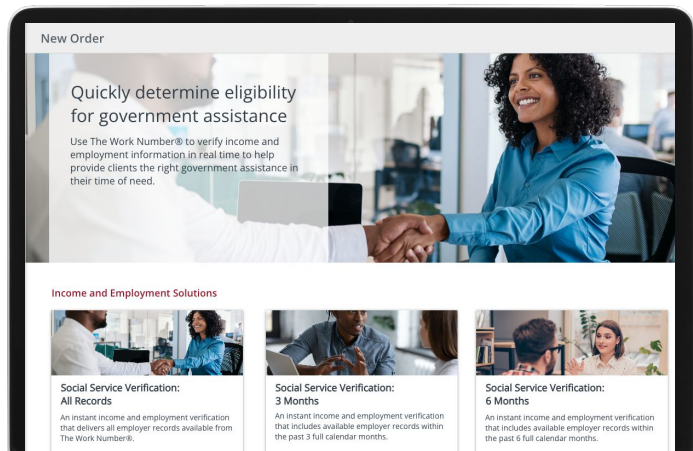 New Order
Quickly determine eligibility
for government assistance
Use The Work Number® to verify income and
employment information in real time to help
provide clients the right government assistance in
their time of need.
Income and Employment Solutions
Social Service Verification:
All Records
An instant income and employment verification
that delivers all employer records available from
The Work Number®.
Social Service Verification:
3 Months
An instant income and employment verification
that includes available employer records within
the past 3 full calendar months.
Social Service Verification:
6 Months
An instant income and employment verification
that includes available employer records within
the past 6 full calendar months.